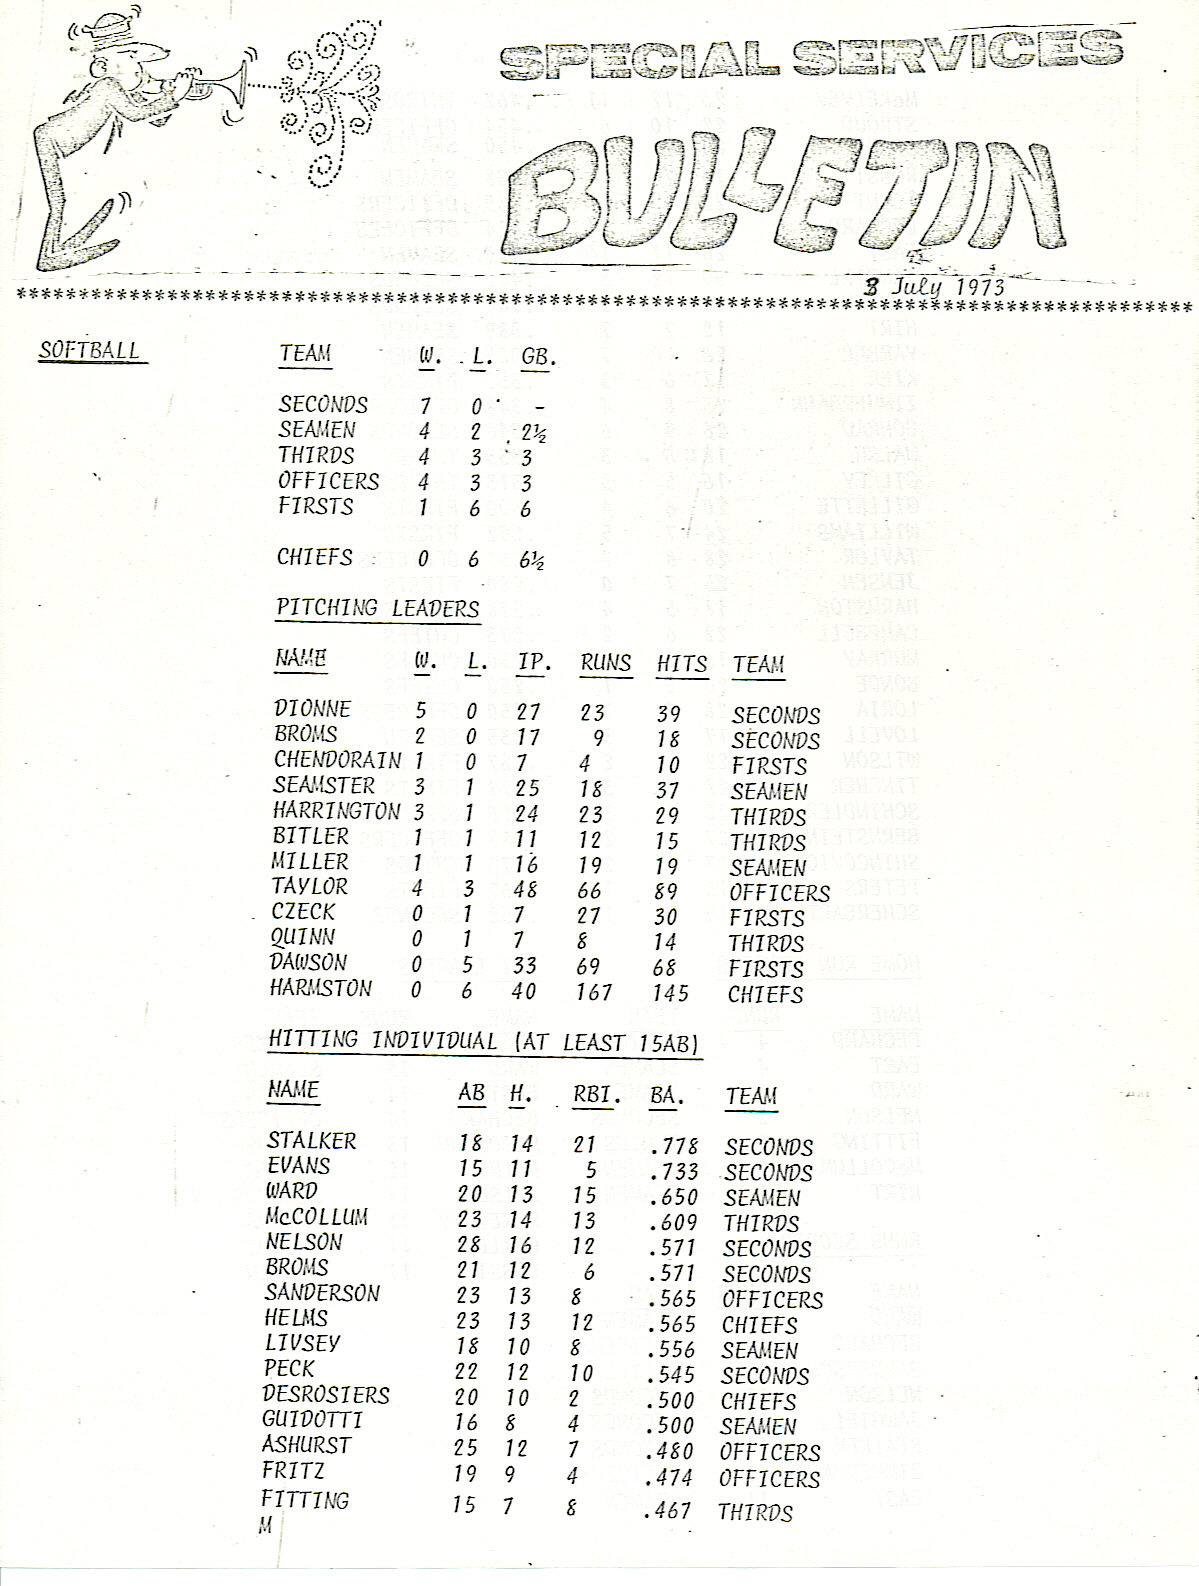 SPECIAL SERVICES
BULLETIN
3 July 1973
******************************************************************************************
SOFTBALL
TEAM W. L. GB.
SECONDS 7 0 -
SEAMEN 4 2 2½
THIRDS 4 3 3
OFFICERS 4 3 3
FIRSTS 1 6 6
CHIEFS 0 6 6½
PITCHING LEADERS
NAME W. L. IP. RUNS HITS TEAM
DIONNE 5 0 27 23 39 SECONDS
BROMS 2 0 17 9 18 SECONDS
CHENDORAIN 1 0 7 4 10 FIRSTS
SEAMSTER 3 1 25 18 37 SEAMEN
HARRINGTON 3 1 24 23 29 THIRDS
BITLER 1 1 11 12 15 THIRDS
MILLER 1 1 16 19 19 SEAMEN
TAYLOR 4 3 48 66 89 OFFICERS
CZECK 0 1 7 27 30 FIRSTS
QUINN 0 1 7 8 14 THIRDS
DAWSON 0 5 33 69 68 FIRSTS
HARMSTON 0 6 40 167 145 CHIEFS
HITTING INDIVIDUAL (AT LEAST 15AB)
NAME AB H. RBI. BA. TEAM
STALKER 18 14 21 .778 SECONDS
EVANS 15 11 5 .733 SECONDS
WARD 20 13 15 .650 SEAMEN
McCOLLUM 23 14 13 .609 THIRDS
NELSON 28 16 12 .571 SECONDS
BROMS 21 12 6 .571 SECONDS
SANDERSON 23 13 8 .565 OFFICERS
HELMS 23 13 12 .565 CHIEFS
LIVSEY 18 10 8 .556 SEAMEN
PECK 22 12 10 .545 SECONDS
DESROSIERS 20 10 2 .500 CHIEFS
GUIDOTTI 16 8 4 .500 SEAMEN
ASHURST 25 12 7 .480 OFFICERS
FRITZ 19 9 4 .474 OFFICERS
FITTING 15 7 8 .467 THIRDS
M